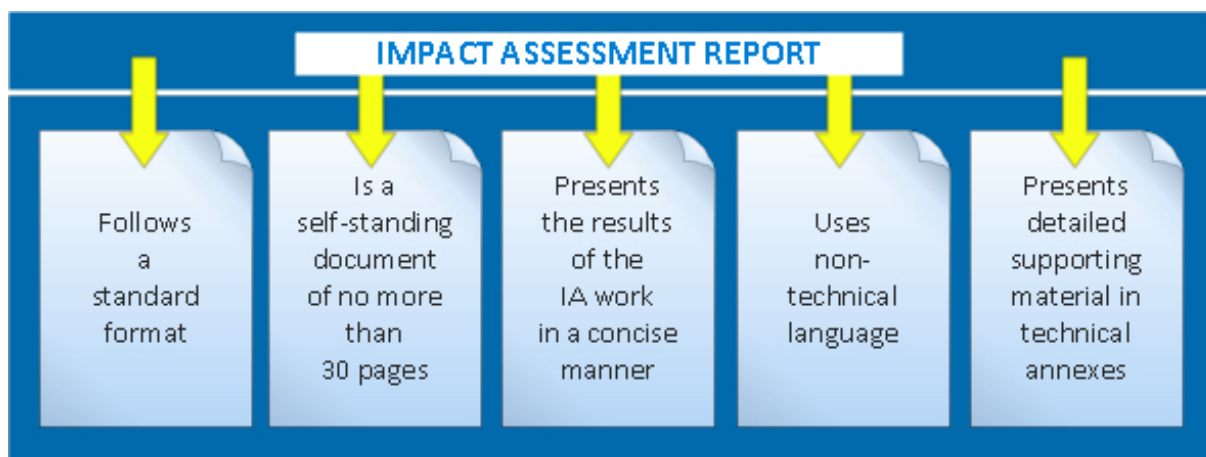 IMPACT ASSESSMENT REPORT
Follows
a
standard
format
Is a
self-standing
document
of no more
than
30 pages
Presents
the results
of the
IA work
in a concise
manner
Uses
non-
technical
language
Presents
detailed
supporting
material in
technical
annexes